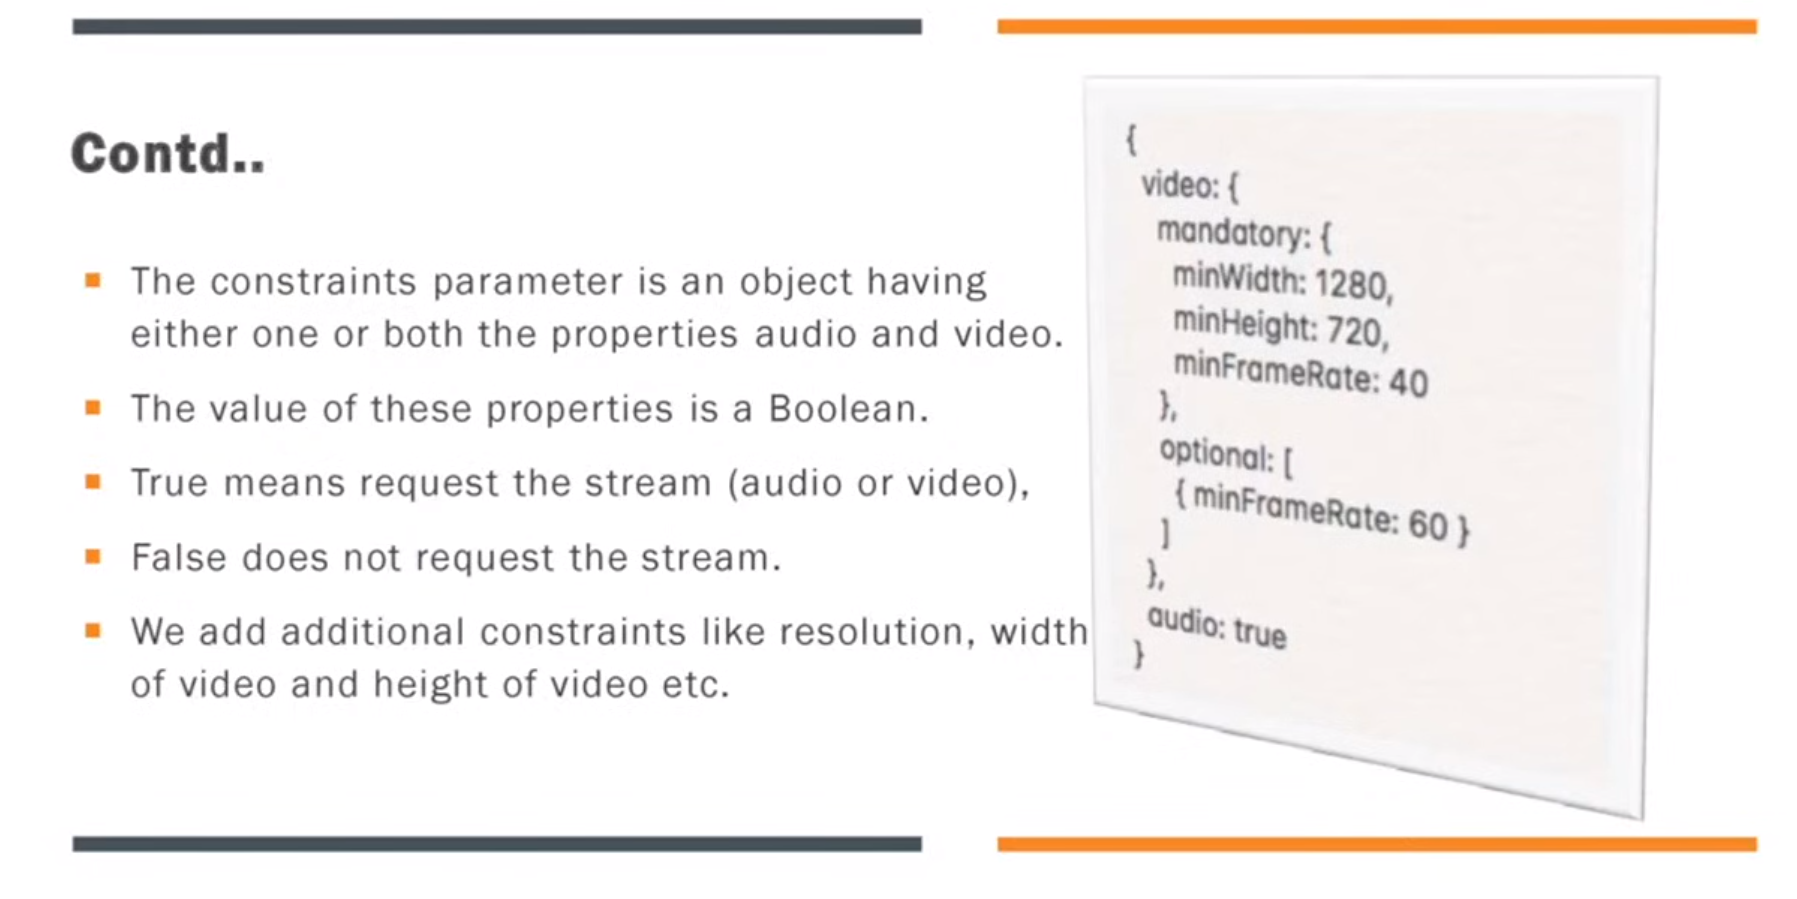 Contd..
The constraints parameter is an object having
either one or both the properties audio and video.
The value of these properties is a Boolean.
True means request the stream (audio or video),
False does not request the stream.
We add additional constraints like resolution, width
of video and height of video etc.
{
video: {
mandatory: {
minWidth: 1280,
minHeight: 720,
minFrameRate: 40
},
optional: [
{ minFrameRate: 60 }
]
},
audio: true
}